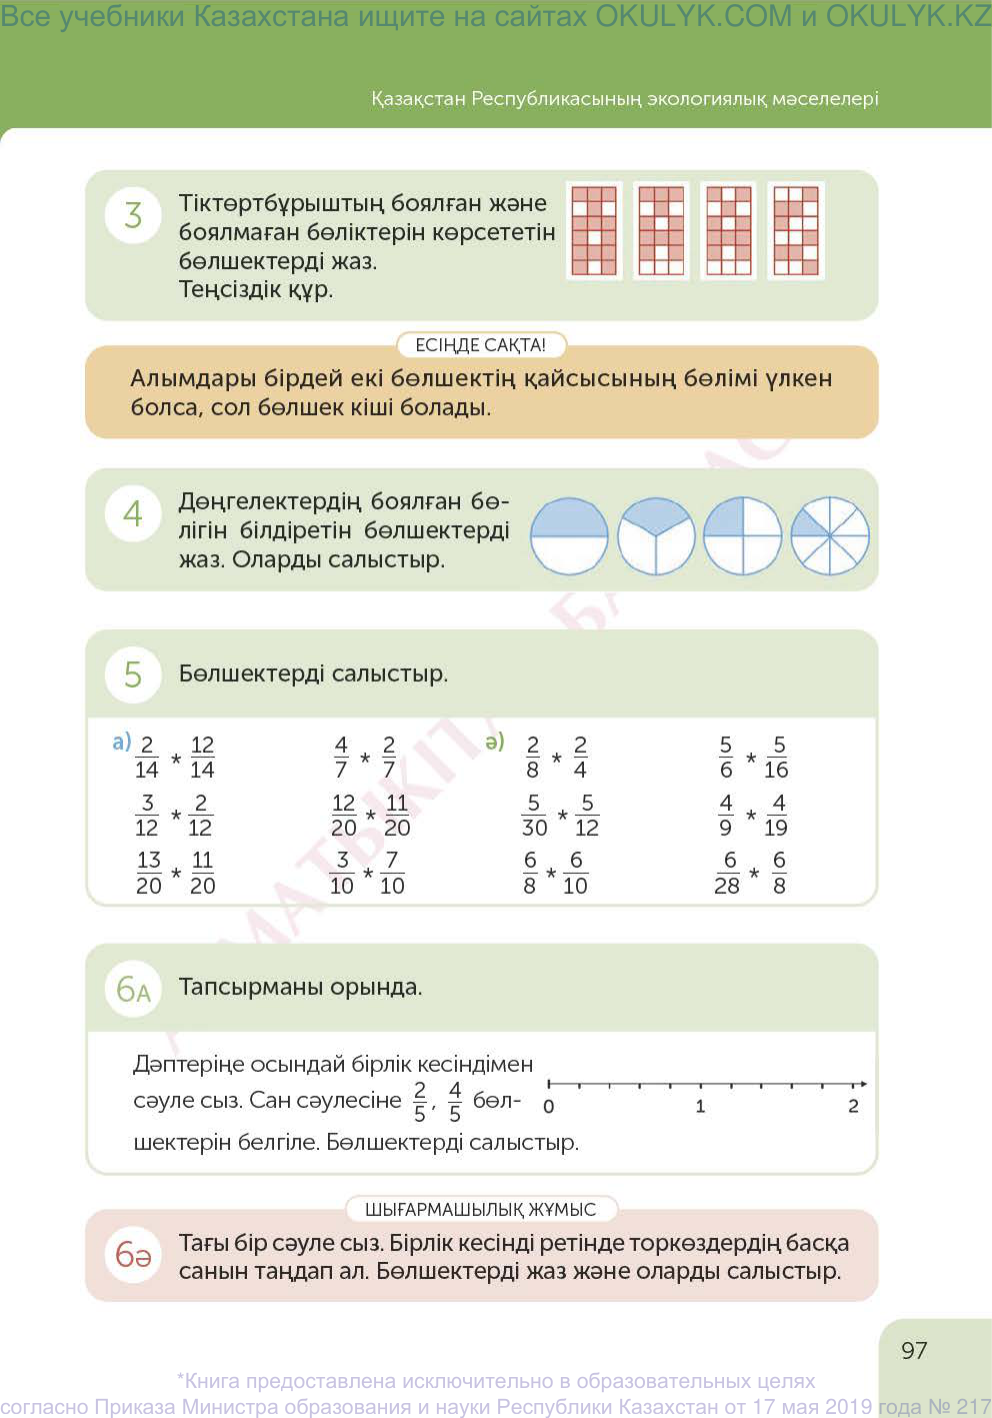 Все учебники Казахстана ищите на сайтах OKULYK.COM и OKULYK.KZ
Қазақстан Республикасының экологиялық мәселелері
3
Тіктөртбұрыштың боялған және
боялмаған бөліктерін көрсететін
бөлшектерді жаз.
Теңсіздік құр.
ЕСІҢДЕ САҚТА!
Алымдары бірдей екі бөлшектің қайсысының бөлімі үлкен
болса, сол бөлшек кіші болады.
4
Дөңгелектердің боялған бө-
лігін білдіретін бөлшектерді
жаз. Оларды салыстыр.
5
Бөлшектерді салыстыр.
а) 2/14 * 12/14 4/7 * 2/7 ә) 2/8 * 2/4 5/6 * 5/16
3/12 * 2/12 12/20 * 11/20 5/30 * 5/12 4/9 * 4/19
13/20 * 11/20 3/10 * 7/10 6/8 * 6/10 6/28 * 6/8
6А
Тапсырманы орында.
Дәптеріңе осындай бірлік кесіндімен
сәуле сыз. Сан сәулесіне 2/5, 4/5 бөл-
шектерін белгіле. Бөлшектерді салыстыр.
0 1 2
ШЫҒАРМАШЫЛЫҚ ЖҰМЫС
6ә
Тағы бір сәуле сыз. Бірлік кесінді ретінде торкөздердің басқа
санын таңдап ал. Бөлшектерді жаз және оларды салыстыр.
97
*Книга предоставлена исключительно в образовательных целях
согласно Приказа Министра образования и науки Республики Казахстан от 17 мая 2019 года № 217